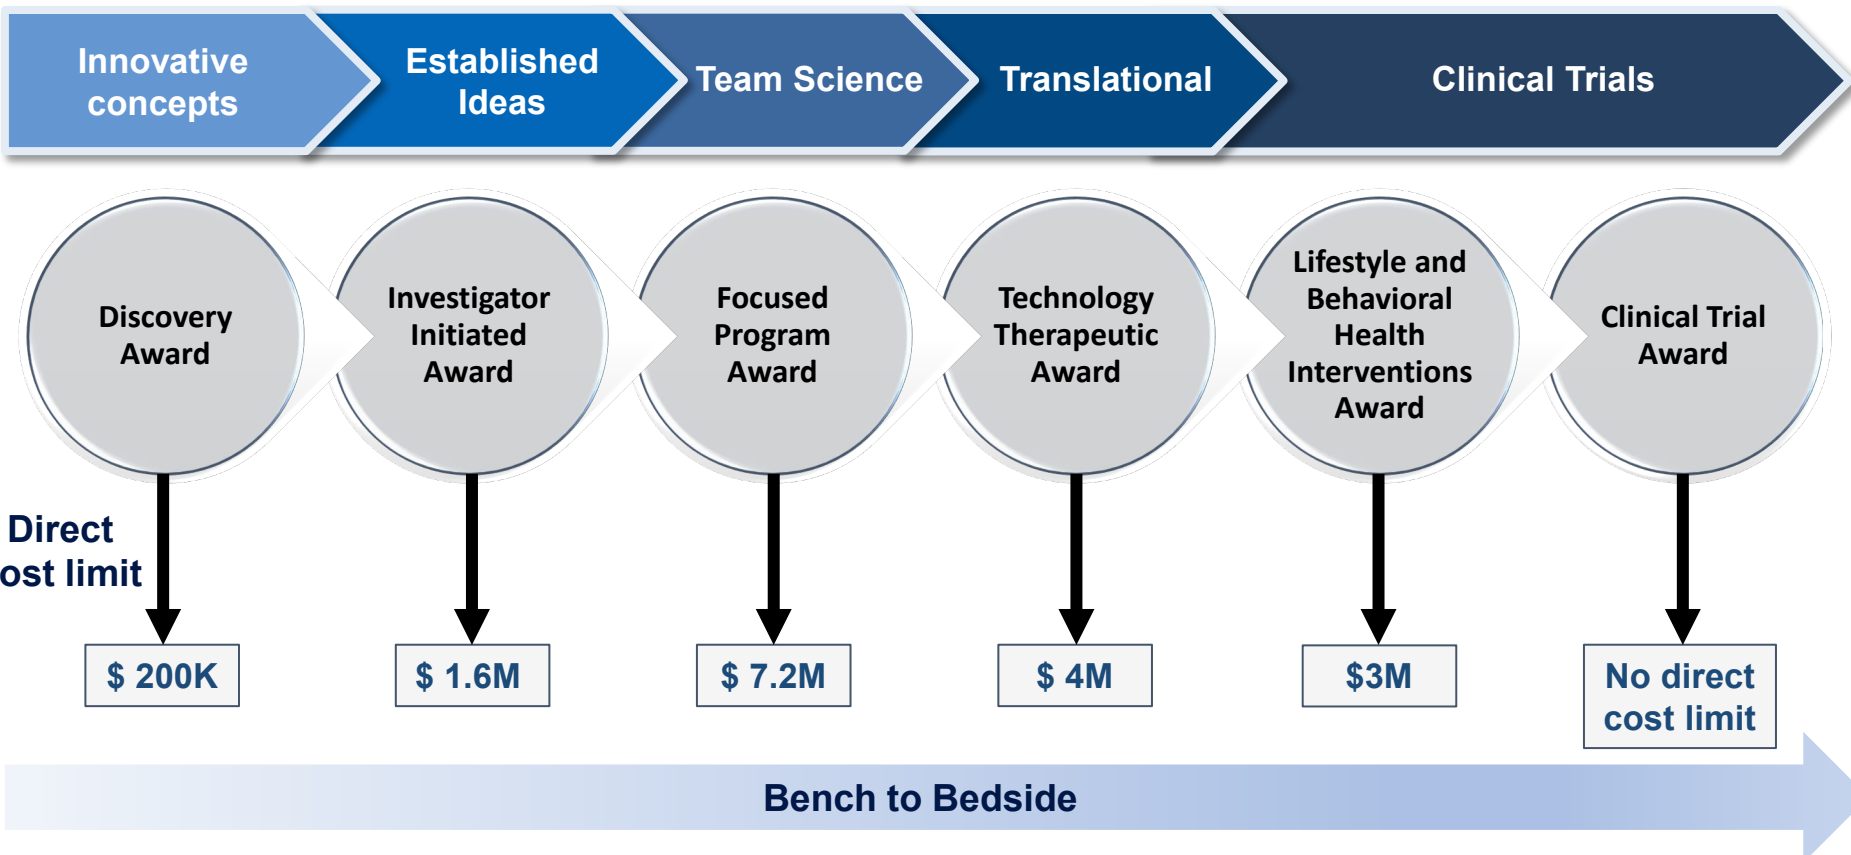 Innovative
concepts
Established
Ideas
Team Science
Translational
Clinical Trials
Discovery
Award
Investigator
Initiated
Award
Focused
Program
Award
Technology
Therapeutic
Award
Lifestyle and
Behavioral
Health
Interventions
Award
Clinical Trial
Award
Direct
ost limit
$ 200K
$ 1.6M
$ 7.2M
$ 4M
$3M
No direct
cost limit
Bench to Bedside